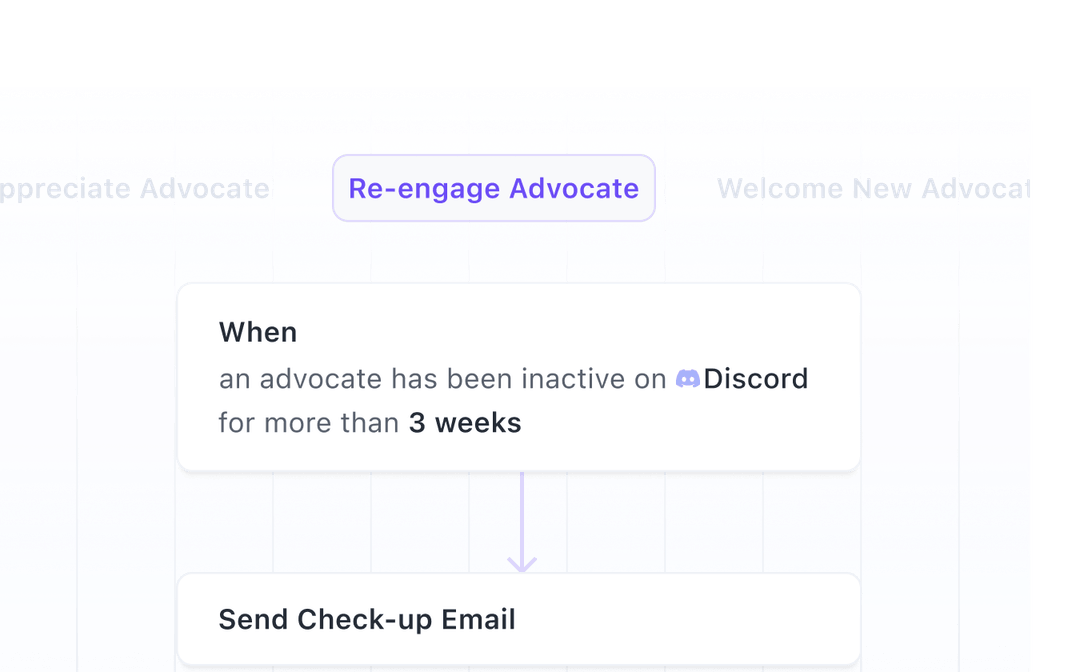 ppreciate Advocate
Re-engage Advocate
Welcome New Advocat
When
an advocate has been inactive on Discord
for more than 3 weeks
Send Check-up Email